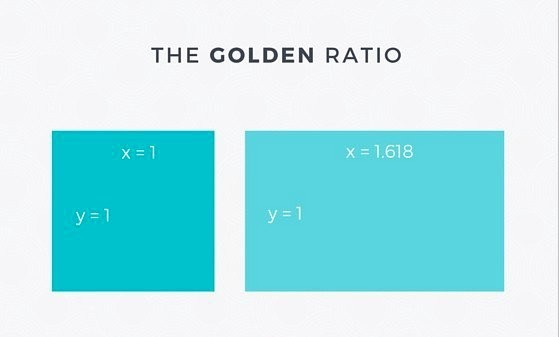 THE GOLDEN RATIO
x = 1
y = 1
x = 1.618
y = 1